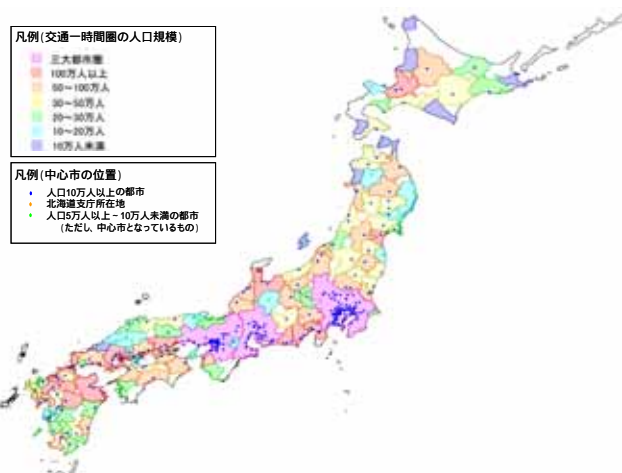 凡例(交通一時間圏の人口規模)
三大都市圏
100万人以上
50～100万人
30～50万人
20～30万人
10～20万人
10万人未満
凡例(中心市の位置)
人口10万人以上の都市
北海道支庁所在地
人口5万人以上－10万人未満の都市
(ただし、中心市となっているもの)